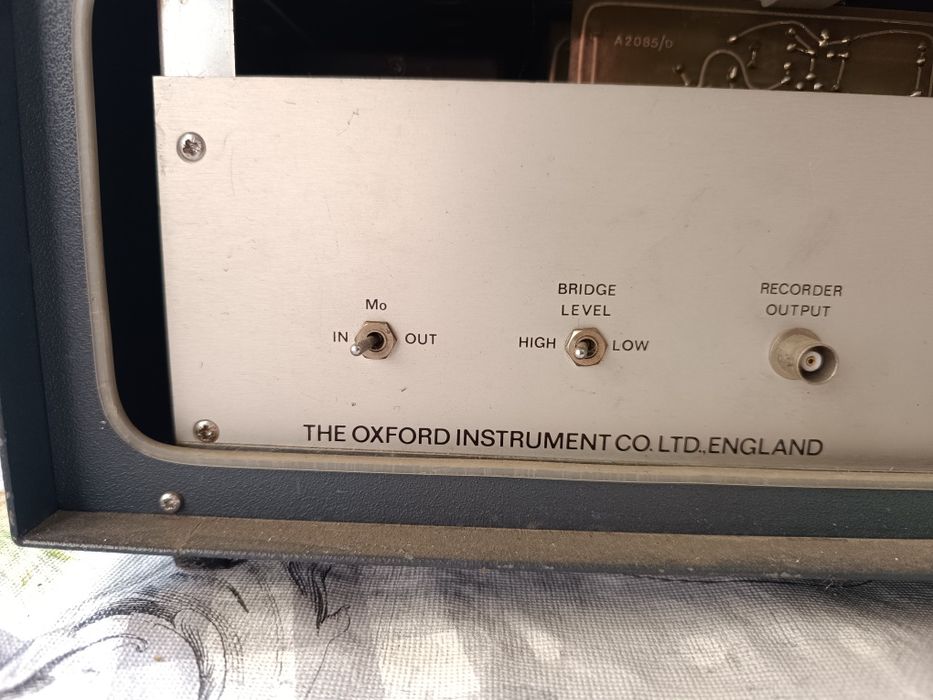 A2085/D
Mo
IN OUT
BRIDGE
LEVEL
HIGH LOW
RECORDER
OUTPUT
THE OXFORD INSTRUMENT CO. LTD., ENGLAND